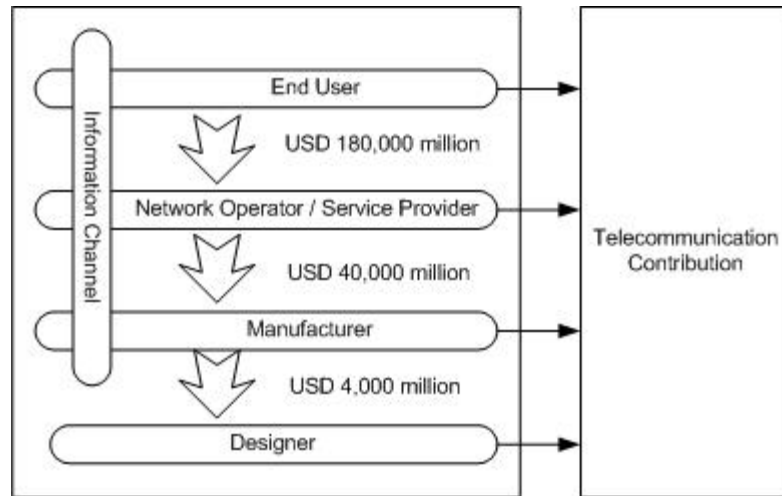 End User
USD 180,000 million
Information Channel
Network Operator / Service Provider
USD 40,000 million
Manufacturer
USD 4,000 million
Designer
Telecommunication
Contribution